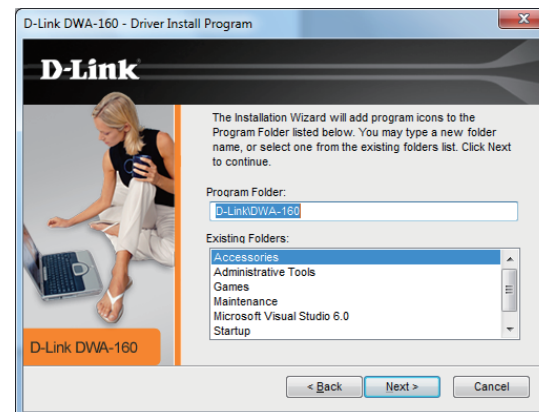 D-Link DWA-160 - Driver Install Program
D-Link
The Installation Wizard will add program icons to the
Program Folder listed below. You may type a new folder
name, or select one from the existing folders list. Click Next
to continue.
Program Folder:
D-Link\DWA-160
Existing Folders:
Accessories
Administrative Tools
Games
Maintenance
Microsoft Visual Studio 6.0
Startup
D-Link DWA-160
< Back
Next >
Cancel